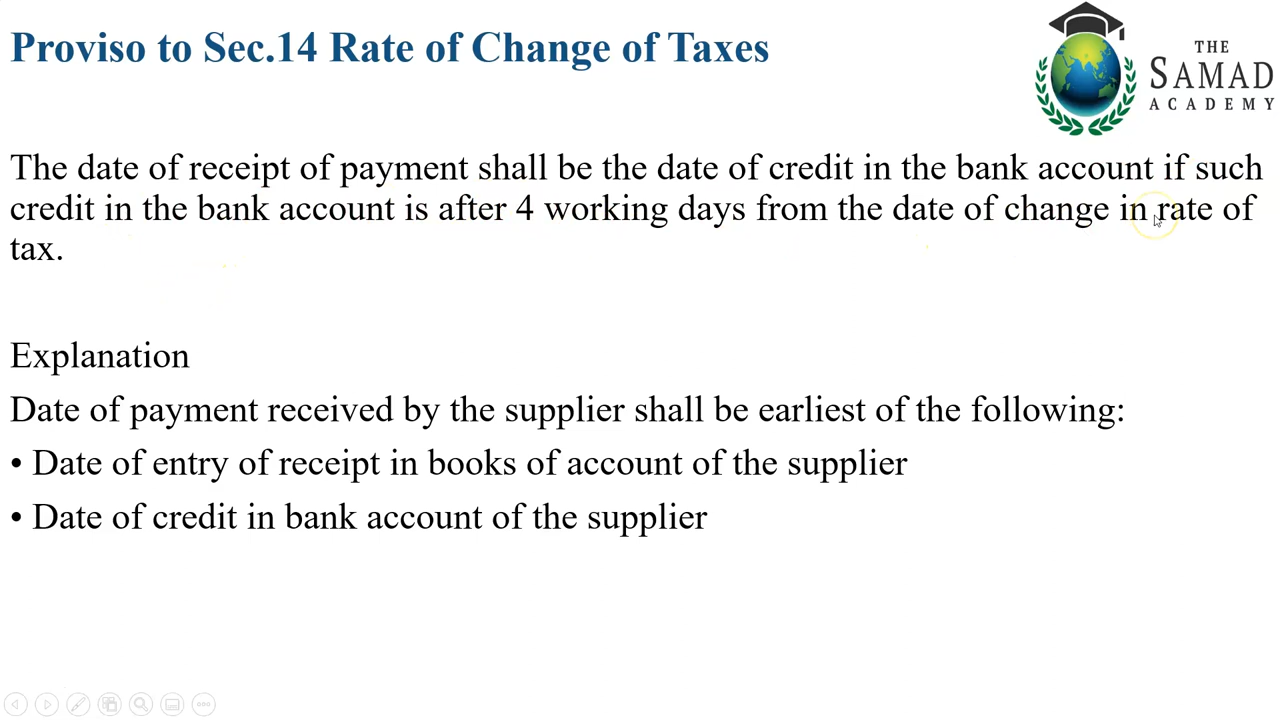 Proviso to Sec.14 Rate of Change of Taxes
THE
SAMAD
ACADEMY
The date of receipt of payment shall be the date of credit in the bank account if such
credit in the bank account is after 4 working days from the date of change in rate of
tax.
Explanation
Date of payment received by the supplier shall be earliest of the following:
• Date of entry of receipt in books of account of the supplier
• Date of credit in bank account of the supplier